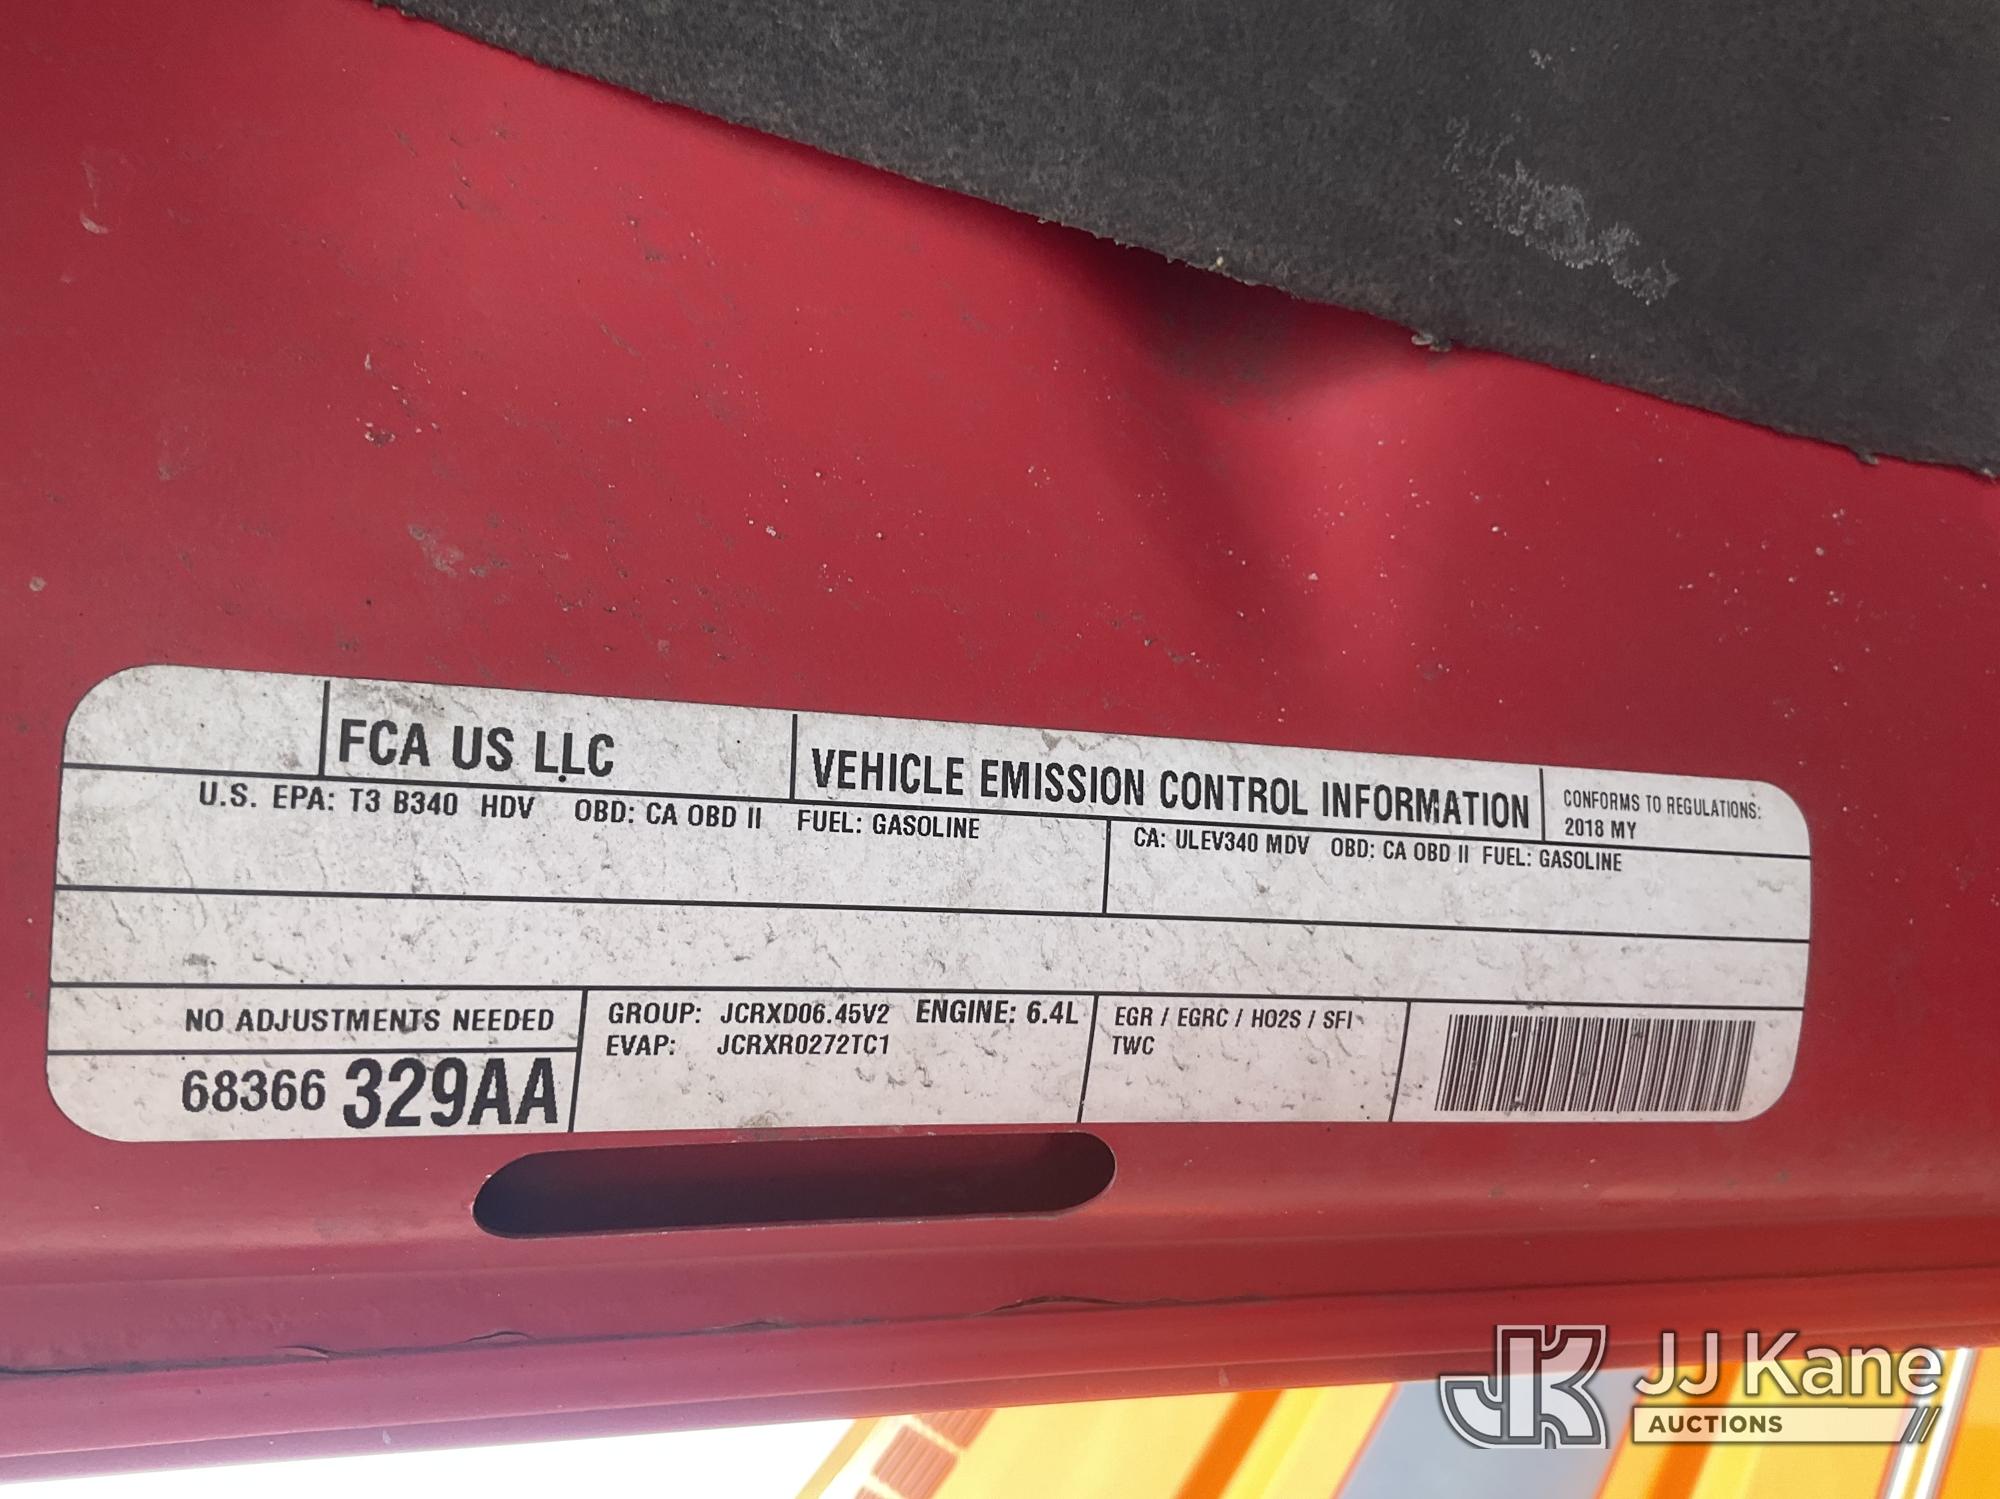 FCA US LLC
VEHICLE EMISSION CONTROL INFORMATION
CONFORMS TO REGULATIONS:
2018 MY
U.S. EPA: T3 B340 HDV OBD: CA OBD II FUEL: GASOLINE
CA: ULEV340 MDV OBD: CA OBD II FUEL: GASOLINE
NO ADJUSTMENTS NEEDED
68366 329AA
GROUP: JCRXD06.45V2 ENGINE: 6.4L
EVAP: JCRXR0272TC1
EGR / EGRC / HO2S / SFI
TWC
JK JJ Kane
AUCTIONS